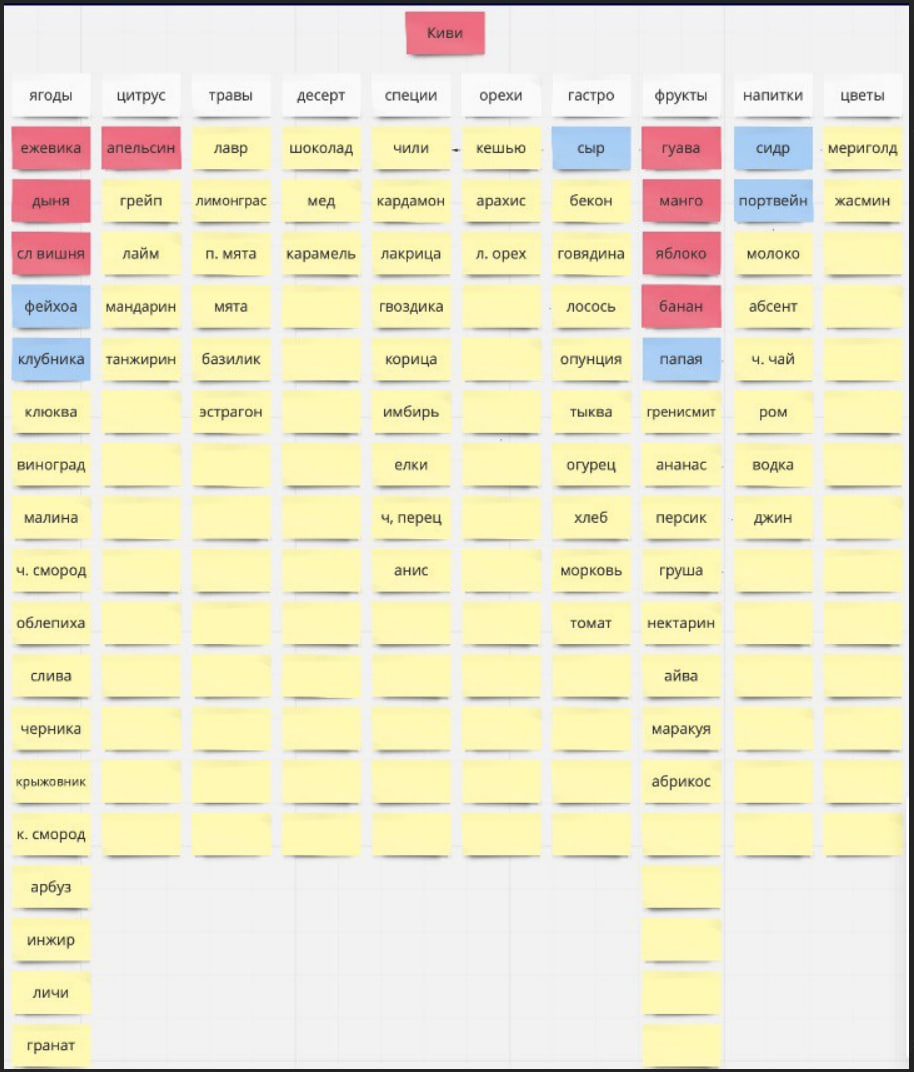 Киви
ягоды цитрус травы десерт специи орехи гастро фрукты напитки цветы
ежевика апельсин лавр шоколад чили кешью сыр гуава сидр мериголд
дыня грейп лимонграс мед кардамон арахис бекон манго портвейн жасмин
сл вишня лайм п. мята карамель лакрица л. орех говядина яблоко молоко
фейхоа мандарин мята гвоздика лосось банан абсент
клубника танжирин базилик корица опунция папая ч. чай
клюква эстрагон имбирь тыква гренисмит ром
виноград елки огурец ананас водка
малина ч, перец хлеб персик джин
ч. смород анис морковь груша
облепиха томат нектарин
слива айва
черника маракуя
крыжовник абрикос
к. смород
арбуз
инжир
личи
гранат